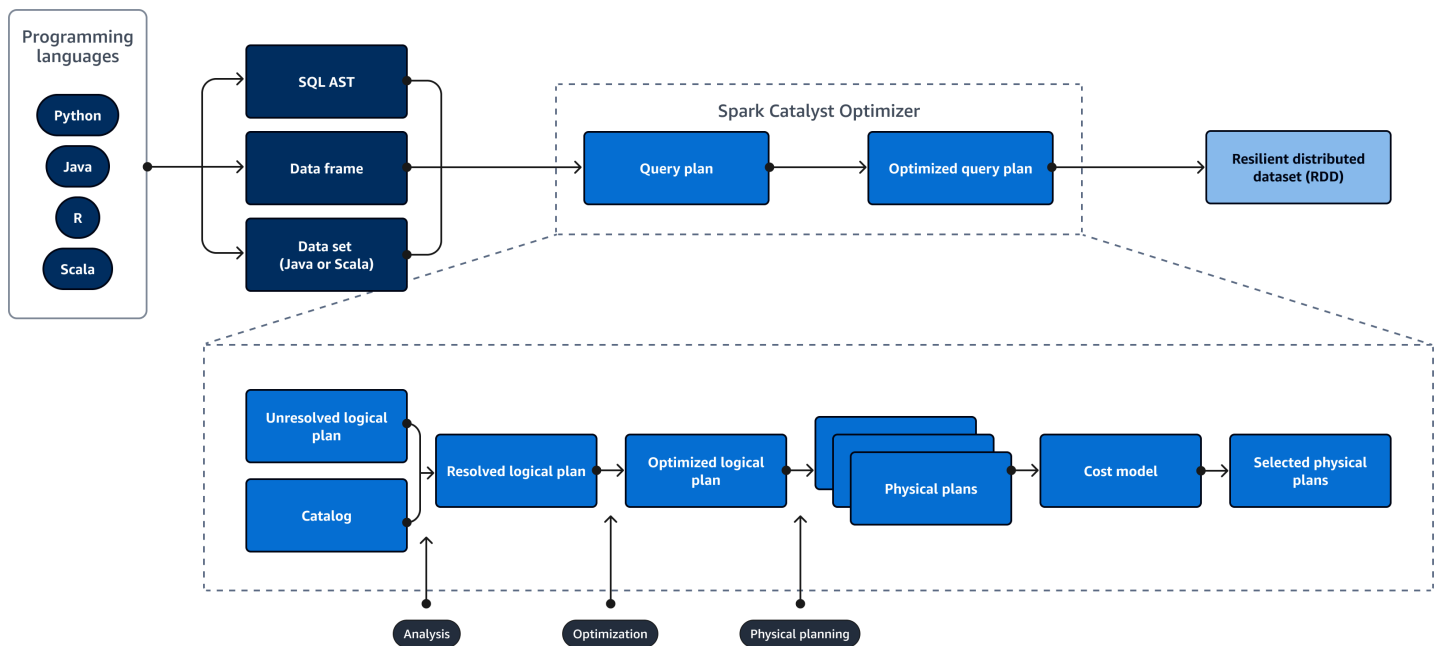 Programming
languages
Python
Java
R
Scala
SQL AST
Data frame
Data set
(Java or Scala)
Spark Catalyst Optimizer
Query plan
Optimized query plan
Resilient distributed
dataset (RDD)
Unresolved logical
plan
Catalog
Resolved logical plan
Optimized logical
plan
Physical plans
Cost model
Selected physical
plans
Analysis
Optimization
Physical planning